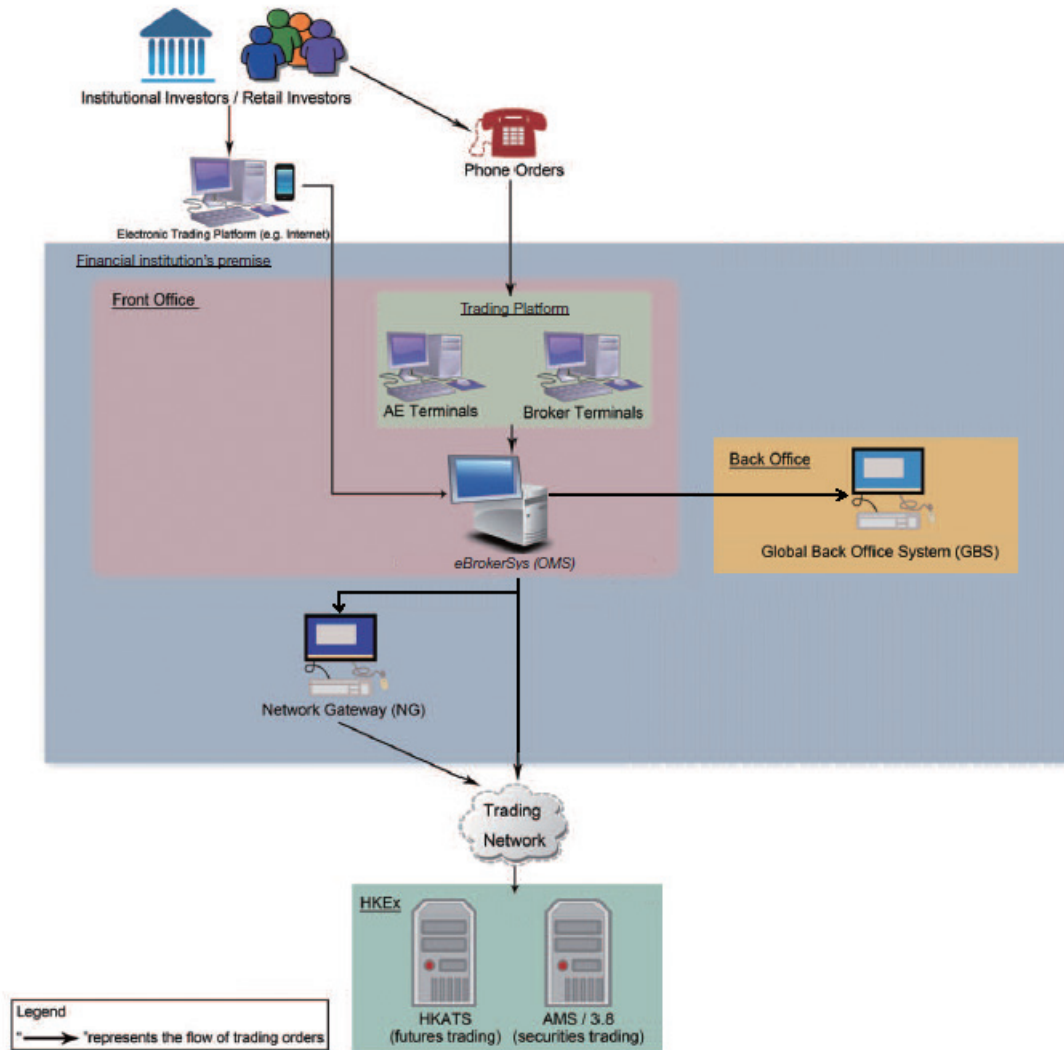 Institutional Investors / Retail Investors
Phone Orders
Electronic Trading Platform (e.g. Internet)
Financial institution's premise
Front Office
Trading Platform
AE Terminals
Broker Terminals
Back Office
eBrokerSys (OMS)
Global Back Office System (GBS)
Network Gateway (NG)
Trading
Network
HKEx
HKATS
(futures trading)
AMS / 3.8
(securities trading)
Legend
" "represents the flow of trading orders